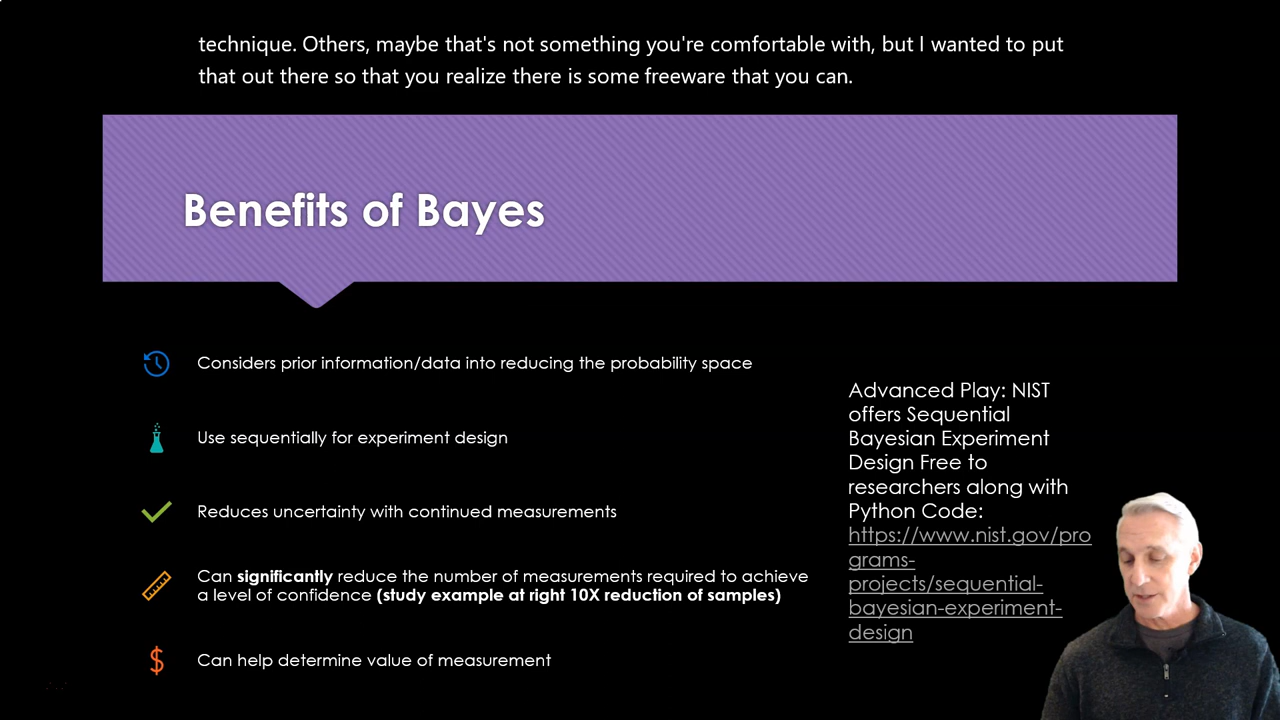 technique. Others, maybe that's not something you're comfortable with, but I wanted to put
that out there so that you realize there is some freeware that you can.
Benefits of Bayes
Considers prior information/data into reducing the probability space
Use sequentially for experiment design
Reduces uncertainty with continued measurements
Can significantly reduce the number of measurements required to achieve
a level of confidence (study example at right 10X reduction of samples)
$
Can help determine value of measurement
Advanced Play: NIST
offers Sequential
Bayesian Experiment
Design Free to
researchers along with
Python Code:
https://www.nist.gov/pro
grams-
projects/sequential-
bayesian-experiment-
design